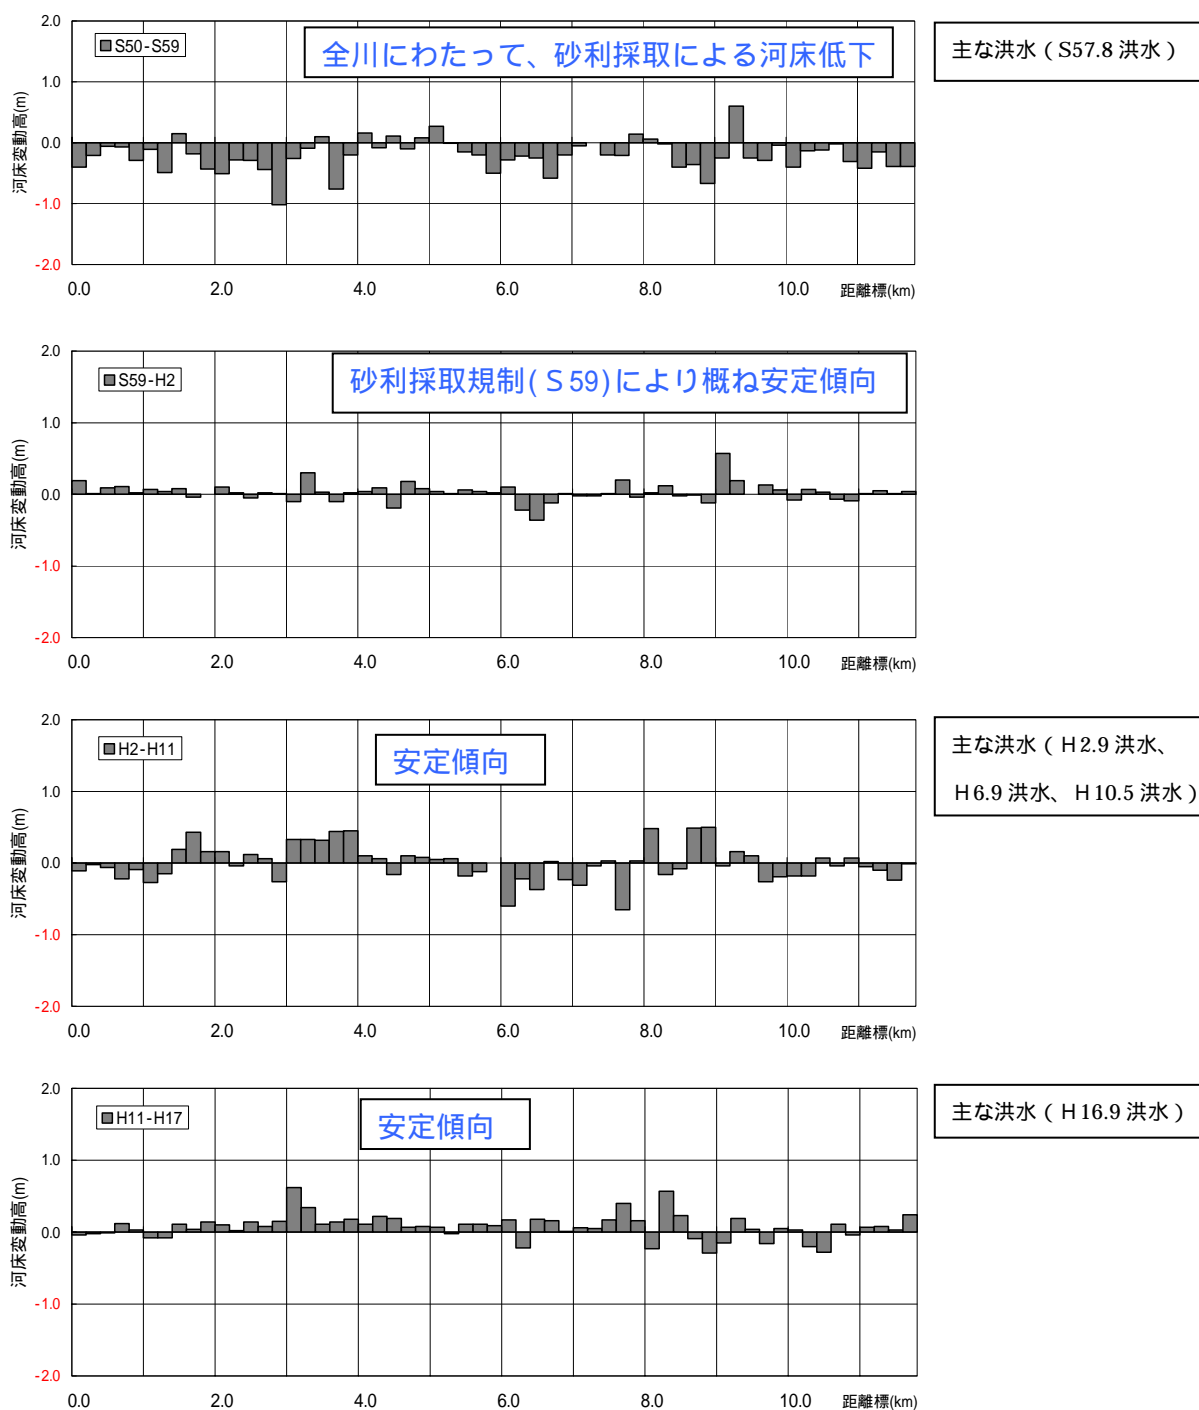 2.0
S50-S59
全川にわたって、砂利採取による河床低下
主な洪水（S57.8 洪水）
1.0
0.0
-1.0
-2.0
河床変動高(m)
0.0 2.0 4.0 6.0 8.0 10.0 距離標(km)
2.0
S59-H2
砂利採取規制(Ｓ59)により概ね安定傾向
1.0
0.0
-1.0
-2.0
河床変動高(m)
0.0 2.0 4.0 6.0 8.0 10.0 距離標(km)
2.0
H2-H11
安定傾向
主な洪水（Ｈ2.9 洪水、
Ｈ6.9 洪水、Ｈ10.5 洪水）
1.0
0.0
-1.0
-2.0
河床変動高(m)
0.0 2.0 4.0 6.0 8.0 10.0 距離標(km)
2.0
H11-H17
安定傾向
主な洪水（Ｈ16.9 洪水）
1.0
0.0
-1.0
-2.0
河床変動高(m)
0.0 2.0 4.0 6.0 8.0 10.0 距離標(km)